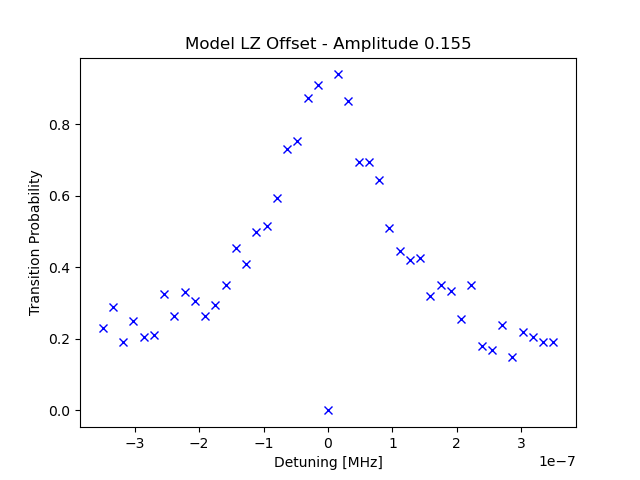 Model LZ Offset - Amplitude 0.155
Transition Probability
0.8
0.6
0.4
0.2
0.0
−3 −2 −1 0 1 2 3
1e−7
Detuning [MHz]